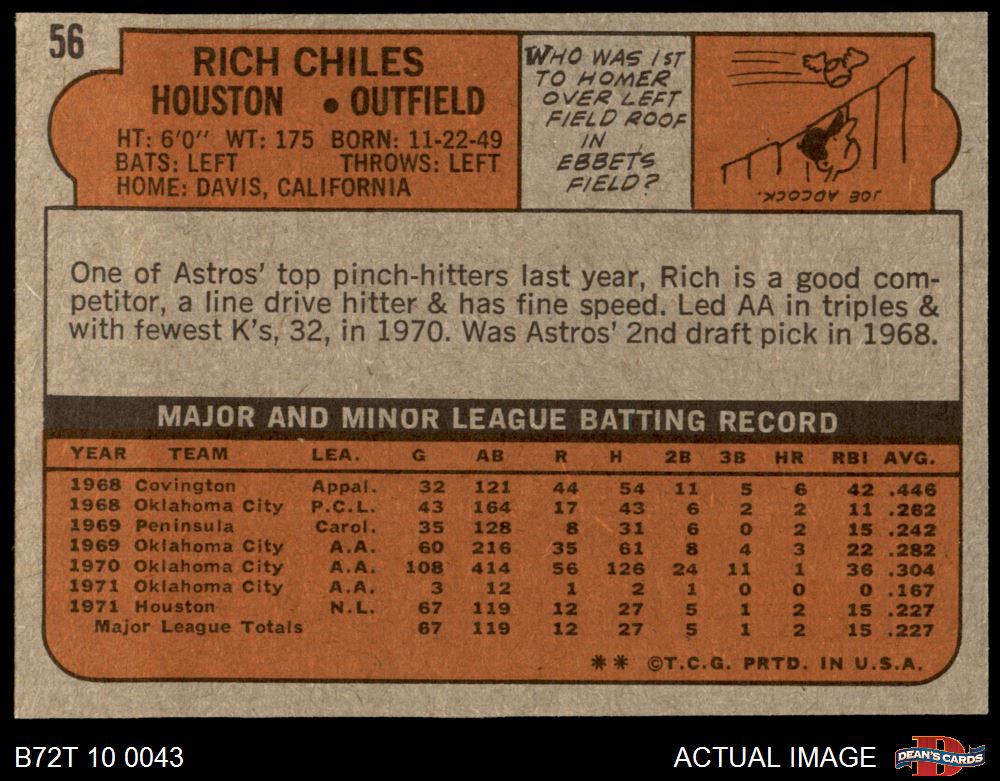 56
RICH CHILES
HOUSTON • OUTFIELD
HT: 6'0" WT: 175 BORN: 11-22-49
BATS: LEFT THROWS: LEFT
HOME: DAVIS, CALIFORNIA
WHO WAS 1ST
TO HOMER
OVER LEFT
FIELD ROOF
IN
EBBETS
FIELD?
JOE ADCOCK.
One of Astros' top pinch-hitters last year, Rich is a good com-
petitor, a line drive hitter & has fine speed. Led AA in triples &
with fewest K's, 32, in 1970. Was Astros' 2nd draft pick in 1968.
MAJOR AND MINOR LEAGUE BATTING RECORD
YEAR TEAM LEA. G AB R H 2B 3B HR RBI AVG.
1968 Covington Appal. 32 121 44 54 11 5 6 42 .446
1968 Oklahoma City P.C.L. 43 164 17 43 6 2 2 11 .262
1969 Peninsula Carol. 35 128 8 31 6 0 2 15 .242
1969 Oklahoma City A.A. 60 216 35 61 8 4 3 22 .282
1970 Oklahoma City A.A. 108 414 56 126 24 11 1 36 .304
1971 Oklahoma City A.A. 3 12 1 2 1 0 0 0 .167
1971 Houston N.L. 67 119 12 27 5 1 2 15 .227
Major League Totals 67 119 12 27 5 1 2 15 .227
** ©T.C.G. PRTD. IN U.S.A.
B72T 10 0043 ACTUAL IMAGE D DEAN'S CARDS